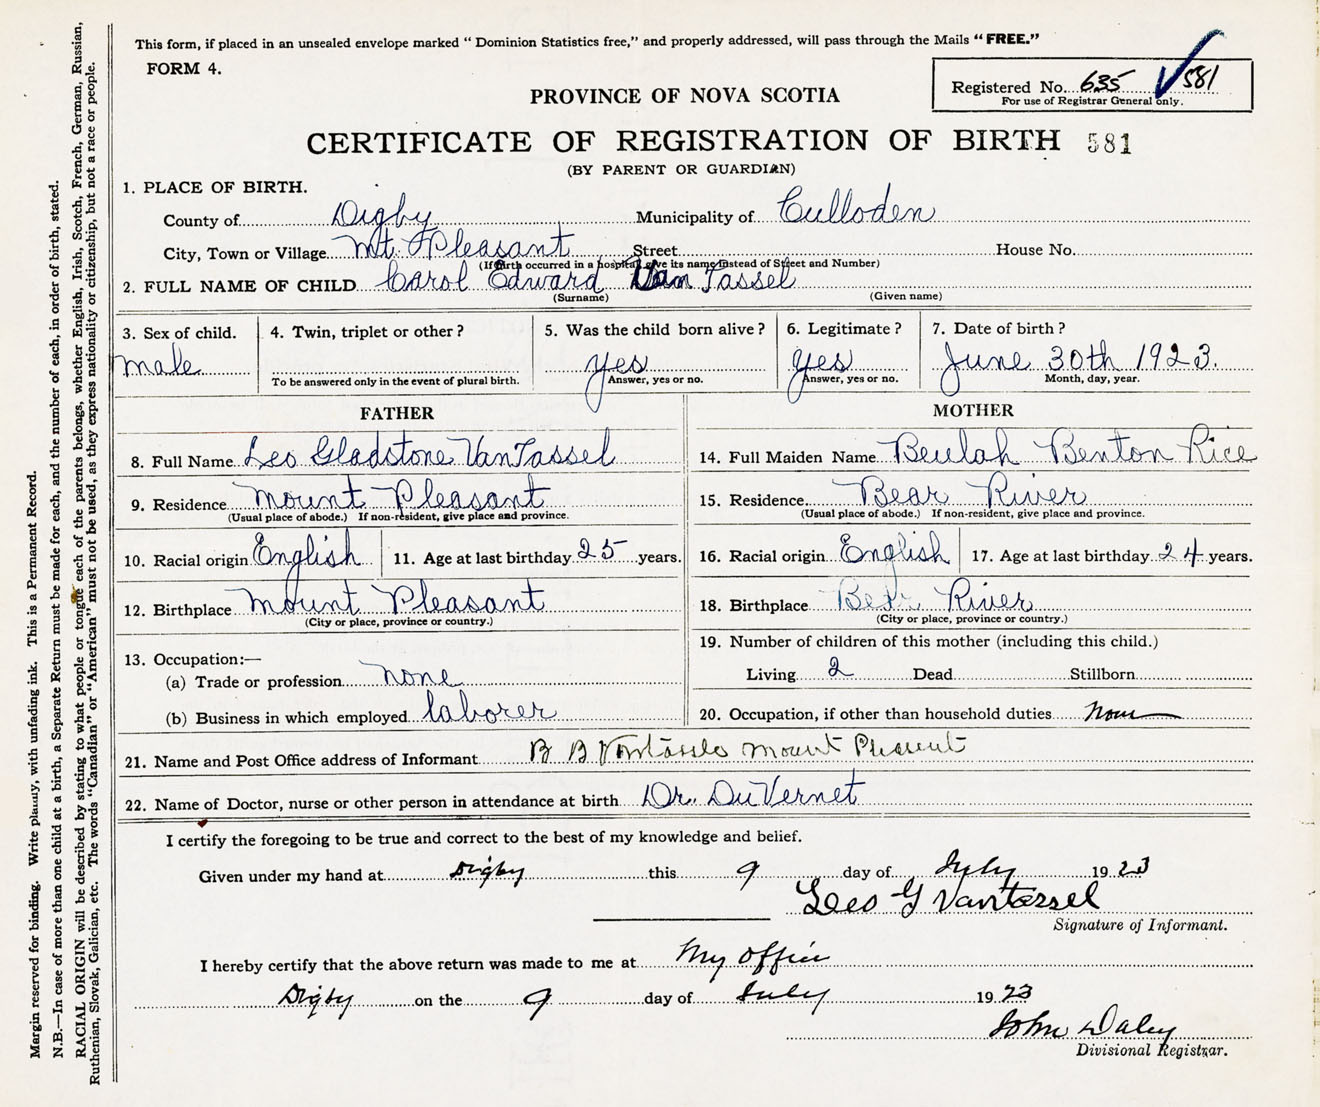 This form, if placed in an unsealed envelope marked "Dominion Statistics free," and properly addressed, will pass through the Mails "FREE."
FORM 4.
Registered No. 635 581
For use of Registrar General only.
PROVINCE OF NOVA SCOTIA
CERTIFICATE OF REGISTRATION OF BIRTH 581
(BY PARENT OR GUARDIAN)
1. PLACE OF BIRTH.
County of Digby Municipality of Culloden
City, Town or Village Mt. Pleasant Street House No.
(If birth occurred in a hospital, give its name instead of Street and Number)
2. FULL NAME OF CHILD Carol Edward Van Tassel
(Surname) (Given name)
3. Sex of child. 4. Twin, triplet or other? 5. Was the child born alive? 6. Legitimate? 7. Date of birth?
male yes yes June 30th 1923.
To be answered only in the event of plural birth. Answer, yes or no. Answer, yes or no. Month, day, year.
FATHER MOTHER
8. Full Name Leo Gladstone VanTassel 14. Full Maiden Name Beulah Benton Rice
9. Residence Mount Pleasant 15. Residence Bear River
(Usual place of abode.) If non-resident, give place and province. (Usual place of abode.) If non-resident, give place and province.
10. Racial origin English 11. Age at last birthday 25 years. 16. Racial origin English 17. Age at last birthday 24 years.
12. Birthplace Mount Pleasant 18. Birthplace Bear River
(City or place, province or country.) (City or place, province or country.)
19. Number of children of this mother (including this child.)
13. Occupation:—
(a) Trade or profession none Living 2 Dead Stillborn
(b) Business in which employed laborer 20. Occupation, if other than household duties None
21. Name and Post Office address of Informant B B Vantassle Mount Pleasent
22. Name of Doctor, nurse or other person in attendance at birth Dr. DuVernet
I certify the foregoing to be true and correct to the best of my knowledge and belief.
Given under my hand at Digby this 9 day of July 1923
Leo G Vantassel
Signature of Informant.
I hereby certify that the above return was made to me at My Office
Digby on the 9 day of July 1923
John Daley
Divisional Registrar.
Margin reserved for binding. Write plainly, with unfading ink. This is a Permanent Record.
N.B.—In case of more than one child at a birth, a Separate Return must be made for each, and the number of each, in order of birth, stated.
RACIAL ORIGIN will be described by stating to what people or tongue each of the parents belongs, whether English, Irish, Scotch, French, German, Russian,
Ruthenian, Slovak, Galician, etc. The words "Canadian" or "American" must not be used, as they express nationality or citizenship, but not a race or people.